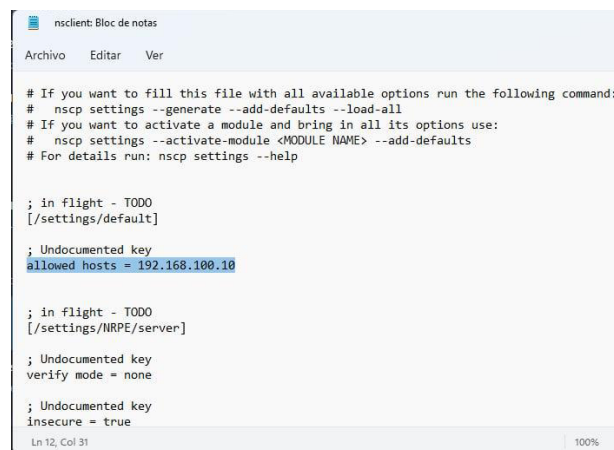 nsclient: Bloc de notas
Archivo Editar Ver
# If you want to fill this file with all available options run the following command:
#   nscp settings --generate --add-defaults --load-all
# If you want to activate a module and bring in all its options use:
#   nscp settings --activate-module <MODULE NAME> --add-defaults
# For details run: nscp settings --help
; in flight - TODO
[/settings/default]
; Undocumented key
allowed hosts = 192.168.100.10
; in flight - TODO
[/settings/NRPE/server]
; Undocumented key
verify mode = none
; Undocumented key
insecure = true
Ln 12, Col 31 100%